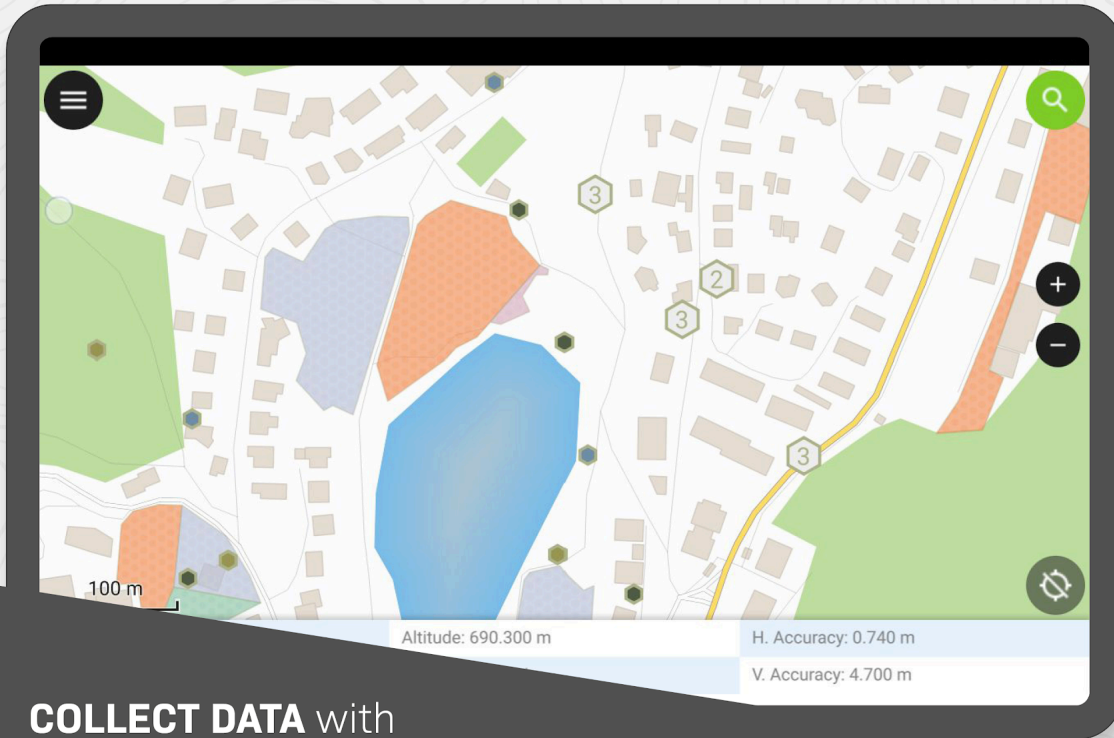 3
2
3
3
100 m
Altitude: 690.300 m
H. Accuracy: 0.740 m
V. Accuracy: 4.700 m
COLLECT DATA with